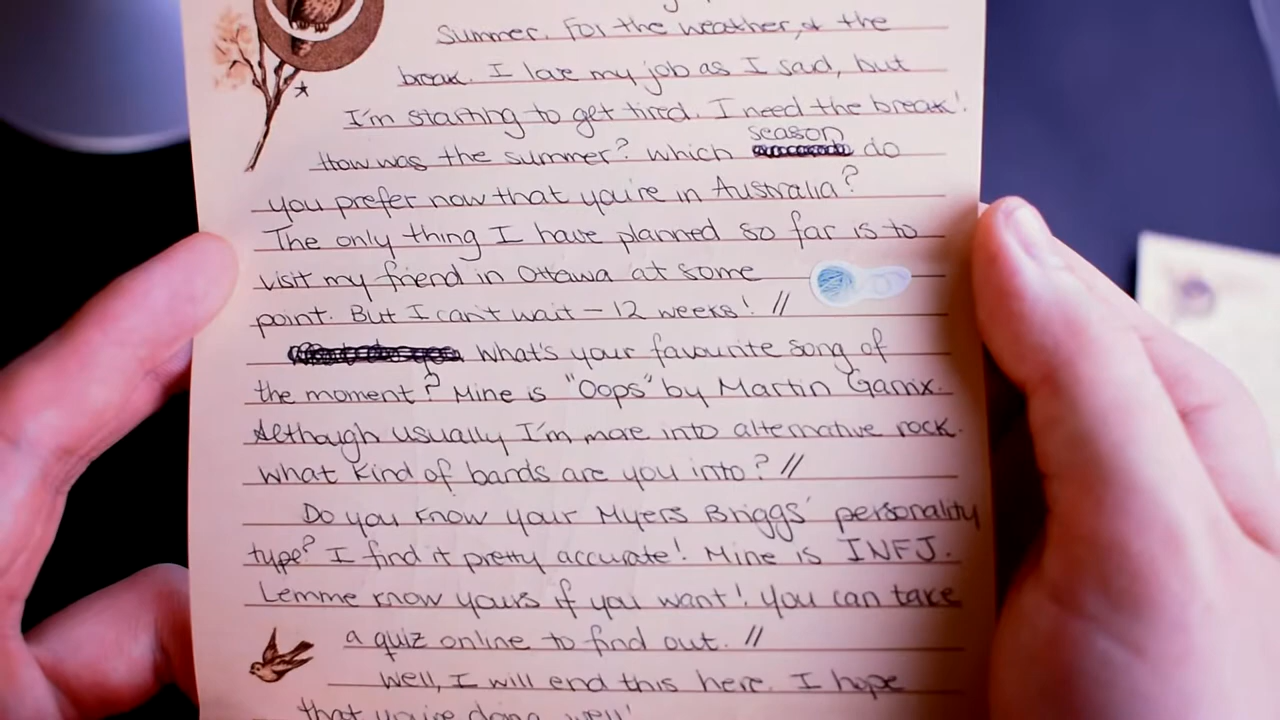 Summer. For the weather, & the
break. I love my job as I said, but
I'm starting to get tired. I need the break!
season
How was the summer? Which do
you prefer now that you're in Australia?
The only thing I have planned so far is to
visit my friend in Ottawa at some
point. But I can't wait - 12 weeks! //
What's your favourite song of
the moment? Mine is "Oops" by Martin Garrix.
Although usually I'm more into alternative rock.
What kind of bands are you into? //
Do you know your Myers Briggs' personality
type? I find it pretty accurate! Mine is INFJ.
Lemme know yours if you want! You can take
a quiz online to find out. //
Well, I will end this here. I hope
that you're doing well!